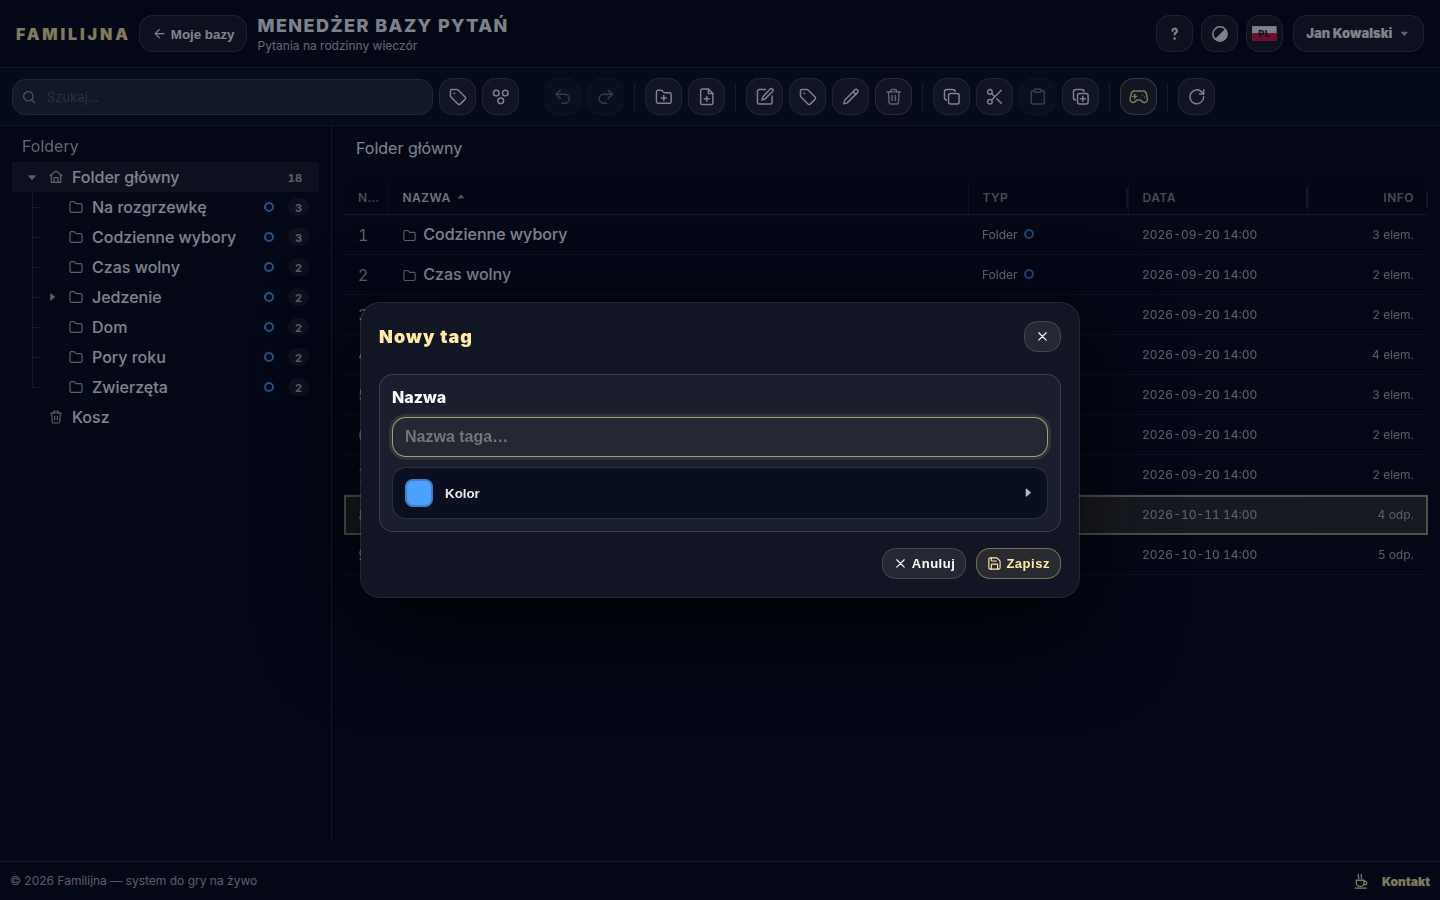 FAMILIJNA
Moje bazy
MENEDŻER BAZY PYTAŃ
Pytania na rodzinny wieczór
?
PL
Jan Kowalski
Szukaj...
Foldery
Folder główny 18
Na rozgrzewkę 3
Codzienne wybory 3
Czas wolny 2
Jedzenie 2
Dom 2
Pory roku 2
Zwierzęta 2
Kosz
Folder główny
N... NAZWA TYP DATA INFO
1 Codzienne wybory Folder 2026-09-20 14:00 3 elem.
2 Czas wolny Folder 2026-09-20 14:00 2 elem.
2026-09-20 14:00 2 elem.
2026-09-20 14:00 4 elem.
2026-09-20 14:00 3 elem.
2026-09-20 14:00 2 elem.
2026-09-20 14:00 2 elem.
2026-10-11 14:00 4 odp.
2026-10-10 14:00 5 odp.
Nowy tag
Nazwa
Nazwa taga...
Kolor
Anuluj
Zapisz
© 2026 Familijna — system do gry na żywo
Kontakt